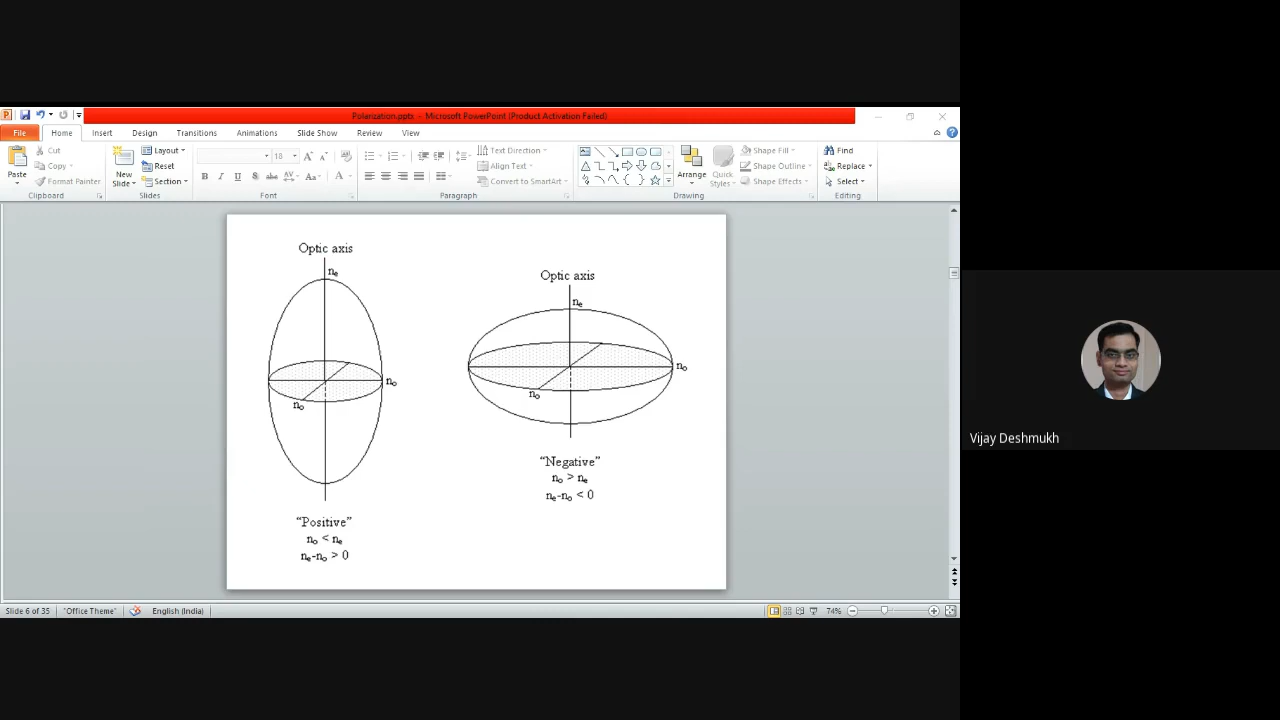 Polarization.pptx - Microsoft PowerPoint (Product Activation Failed)
File Home Insert Design Transitions Animations Slide Show Review View
Paste
Cut
Copy
Format Painter
Clipboard
New
Slide
Layout
Reset
Section
Slides
18
Font
Text Direction
Align Text
Convert to SmartArt
Paragraph
Arrange
Quick
Styles
Shape Fill
Shape Outline
Shape Effects
Drawing
Find
Replace
Select
Editing
Optic axis
nₑ
nₒ
nₒ
"Positive"
nₒ < nₑ
nₑ-nₒ > 0
Optic axis
nₑ
nₒ
nₒ
“Negative”
nₒ > nₑ
nₑ-nₒ < 0
Slide 6 of 35 "Office Theme" English (India) 74%
Vijay Deshmukh